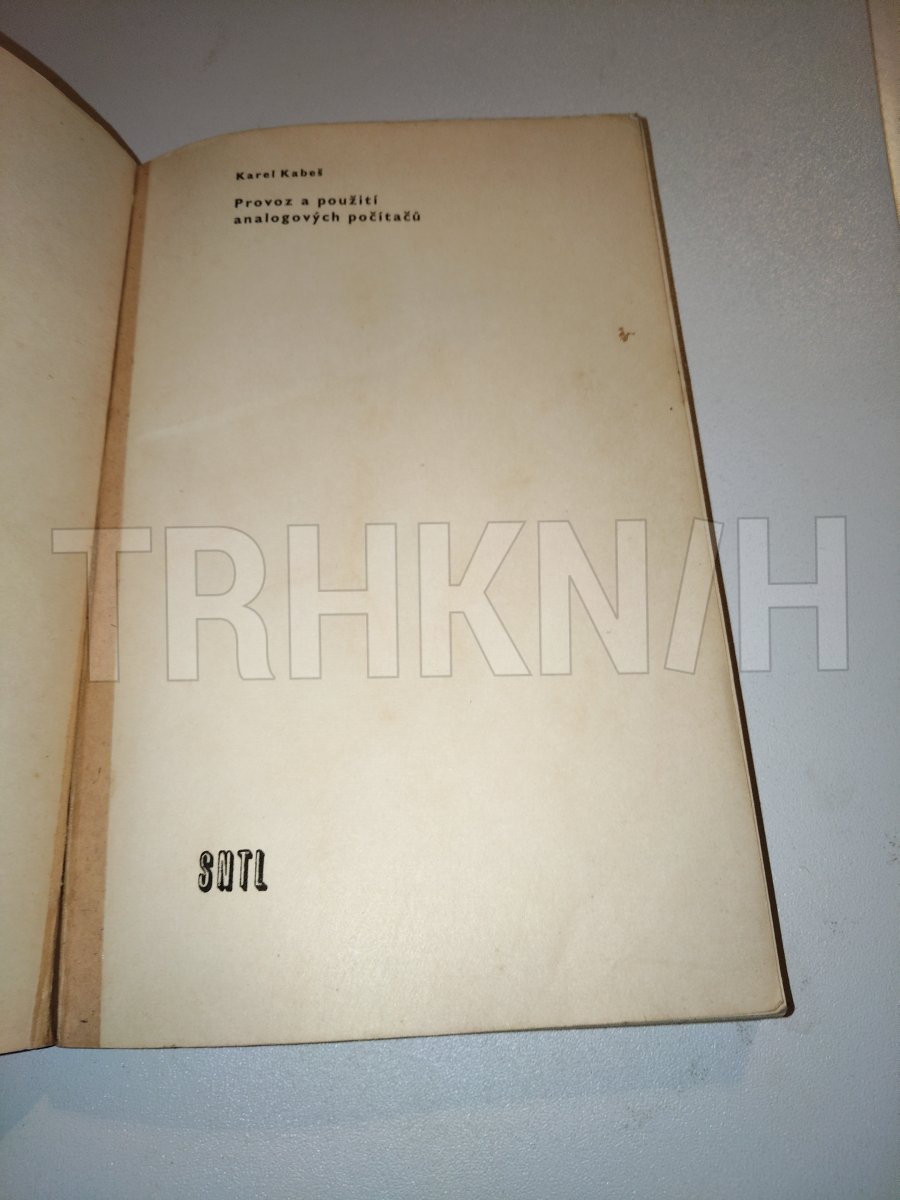 Karel Kabeš
Provoz a použití
analogových počítačů
TRHKNIH
SNTL